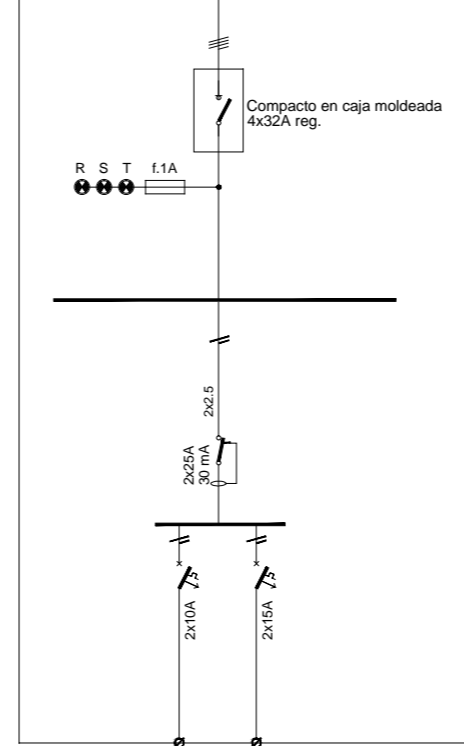 Compacto en caja moldeada
4x32A reg.
R S T f.1A
2x2.5
2x25A
30 mA
2x10A
2x15A